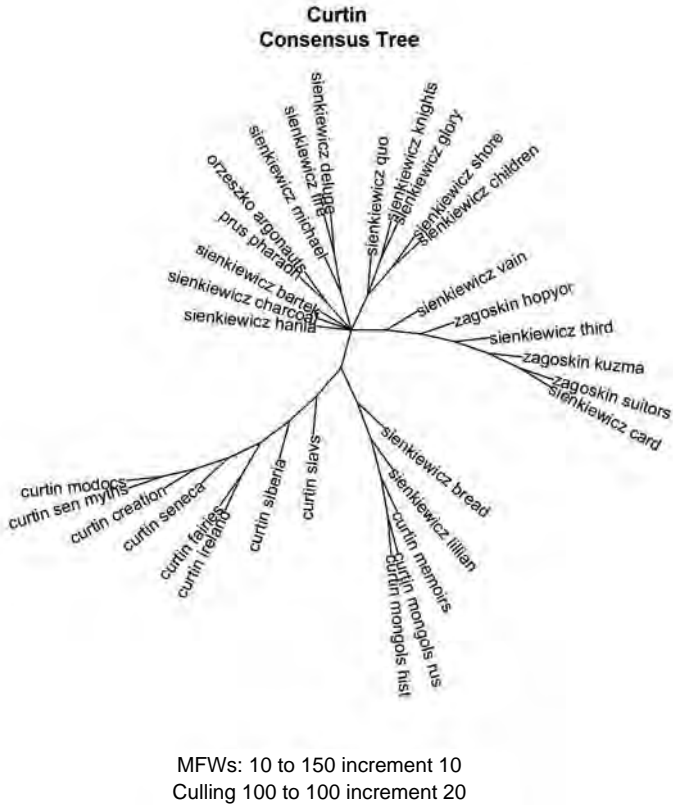 Curtin
Consensus Tree
sienkiewicz deluge
sienkiewicz fire
sienkiewicz michael
orzeszko argonauts
prus pharaoh
sienkiewicz bartek
sienkiewicz charcoal
sienkiewicz hania
sienkiewicz quo
sienkiewicz knights
sienkiewicz glory
sienkiewicz shore
sienkiewicz children
sienkiewicz vain
zagoskin hopyor
sienkiewicz third
zagoskin kuzma
zagoskin suitors
sienkiewicz card
curtin modocs
curtin sen myths
curtin creation
curtin seneca
curtin fairies
curtin ireland
curtin siberia
curtin slavs
sienkiewicz bread
sienkiewicz lillian
curtin memoirs
curtin mongols rus
curtin mongols hist
MFWs: 10 to 150 increment 10
Culling 100 to 100 increment 20